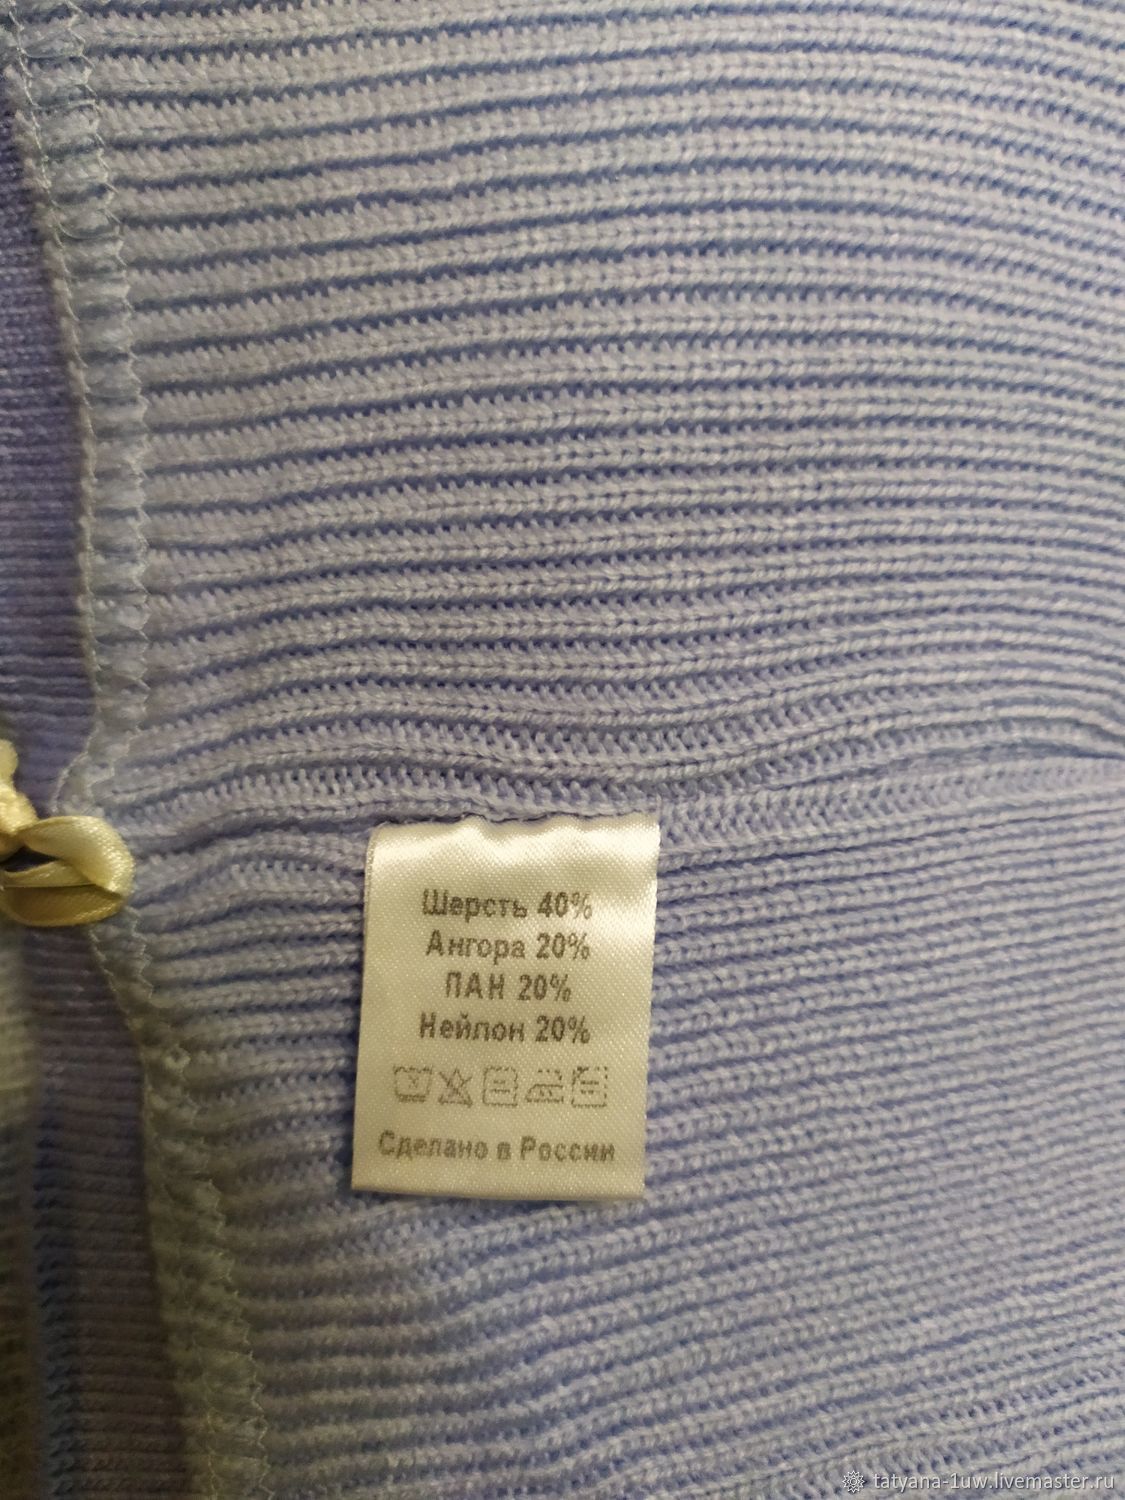 Шерсть 40%
Ангора 20%
ПАН 20%
Нейлон 20%
Сделано в России
tatyana-1uw.livemaster.ru